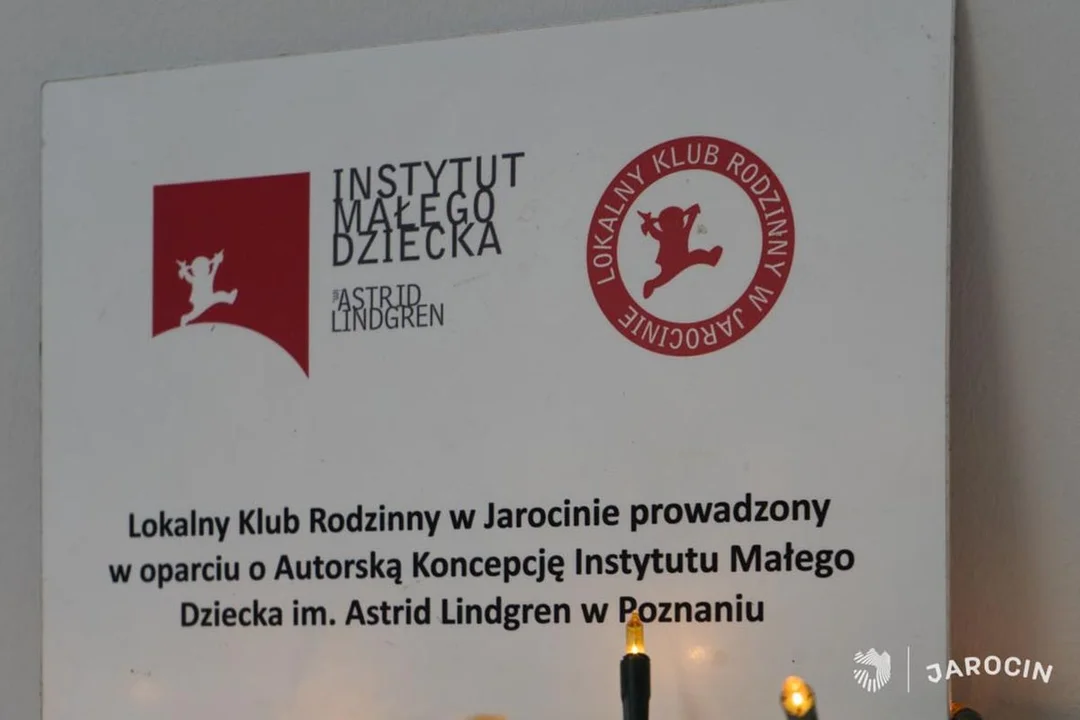 INSTYTUT
MAŁEGO
DZIECKA
ASTRID
LINDGREN
LOKALNY KLUB RODZINNY W JAROCINIE
Lokalny Klub Rodzinny w Jarocinie prowadzony
w oparciu o Autorską Koncepcję Instytutu Małego
Dziecka im. Astrid Lindgren w Poznaniu
JAROCIN